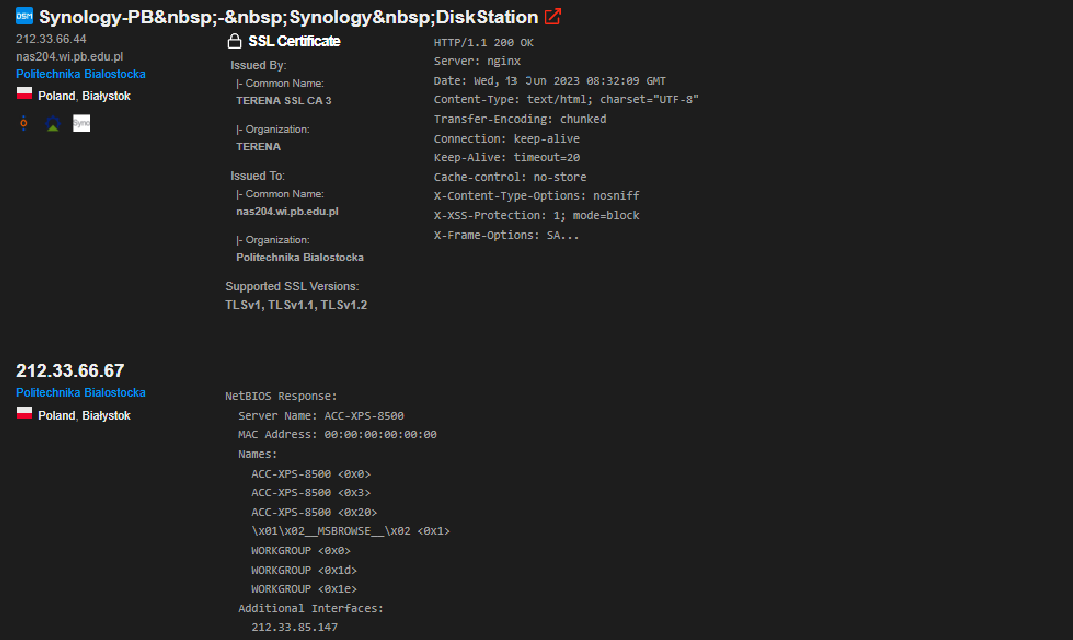 Synology-PB&nbsp;-&nbsp;Synology&nbsp;DiskStation
212.33.66.44
nas204.wi.pb.edu.pl
Politechnika Bialostocka
Poland, Białystok
SSL Certificate
Issued By:
|- Common Name:
TERENA SSL CA 3
|- Organization:
TERENA
Issued To:
|- Common Name:
nas204.wi.pb.edu.pl
|- Organization:
Politechnika Bialostocka
Supported SSL Versions:
TLSv1, TLSv1.1, TLSv1.2
HTTP/1.1 200 OK
Server: nginx
Date: Wed, 13 Jun 2023 08:32:09 GMT
Content-Type: text/html; charset="UTF-8"
Transfer-Encoding: chunked
Connection: keep-alive
Keep-Alive: timeout=20
Cache-control: no-store
X-Content-Type-Options: nosniff
X-XSS-Protection: 1; mode=block
X-Frame-Options: SA...
212.33.66.67
Politechnika Bialostocka
Poland, Białystok
NetBIOS Response:
Server Name: ACC-XPS-8500
MAC Address: 00:00:00:00:00:00
Names:
ACC-XPS-8500 <0x0>
ACC-XPS-8500 <0x3>
ACC-XPS-8500 <0x20>
\x01\x02__MSBROWSE__\x02 <0x1>
WORKGROUP <0x0>
WORKGROUP <0x1d>
WORKGROUP <0x1e>
Additional Interfaces:
212.33.85.147